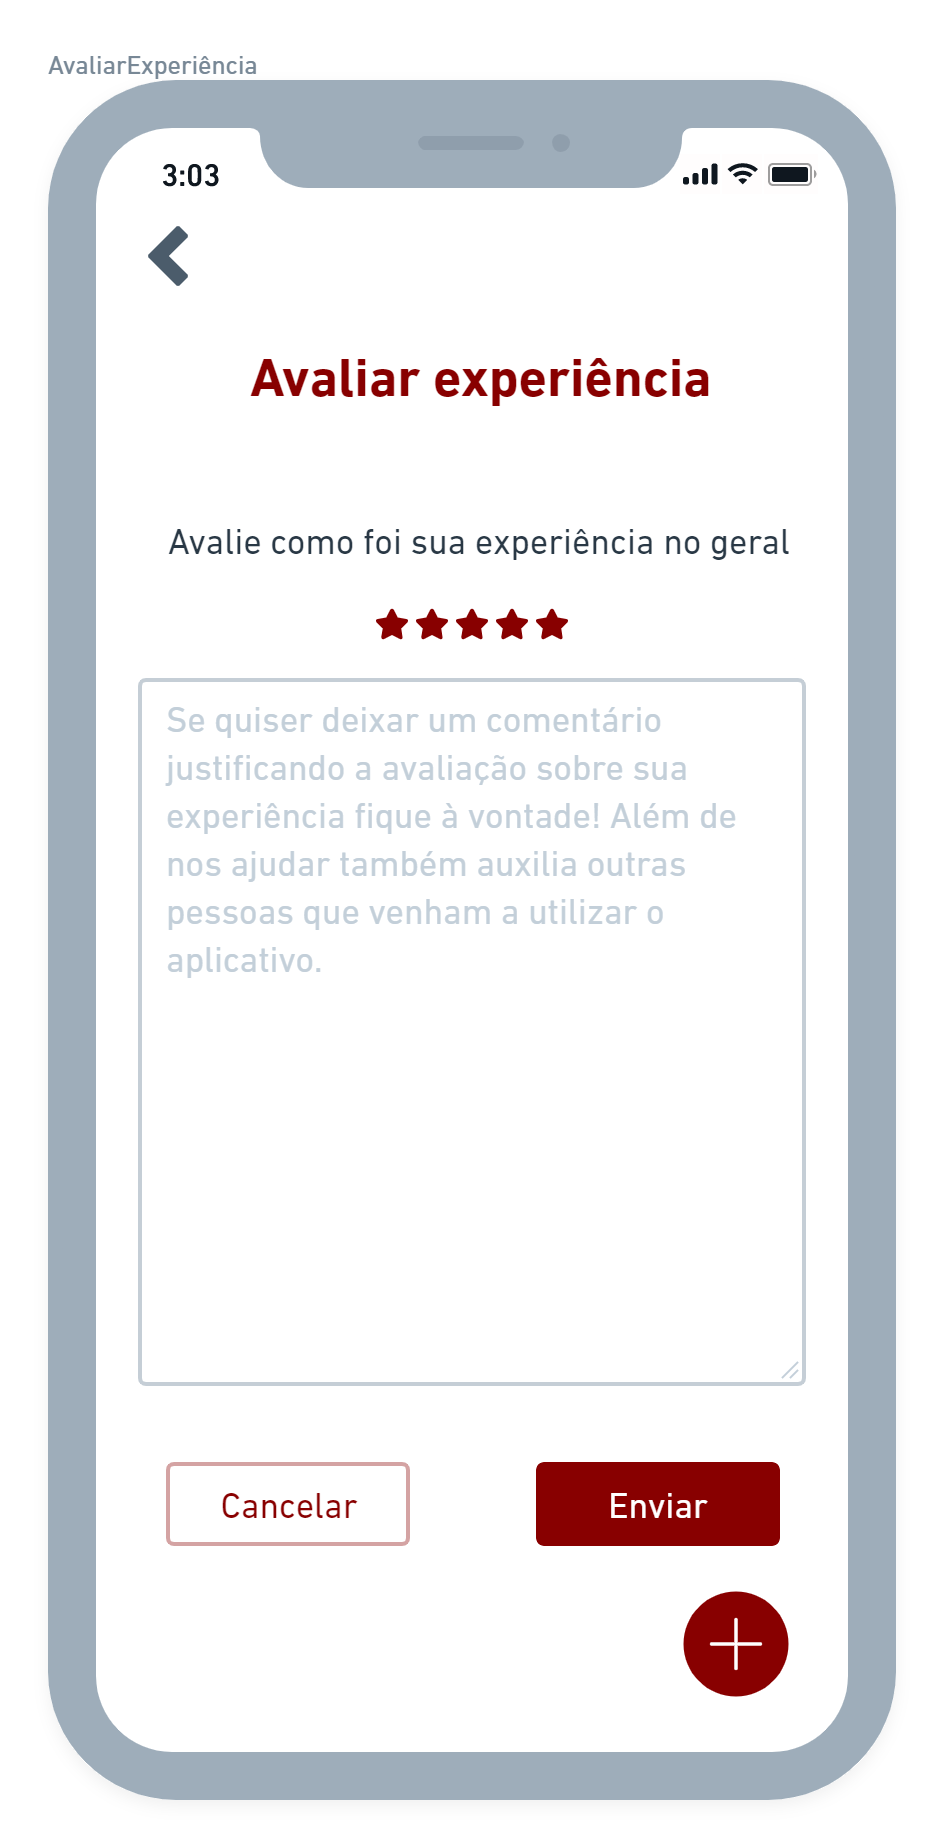 AvaliarExperiência
3:03
Avaliar experiência
Avalie como foi sua experiência no geral
Se quiser deixar um comentário
justificando a avaliação sobre sua
experiência fique à vontade! Além de
nos ajudar também auxilia outras
pessoas que venham a utilizar o
aplicativo.
Cancelar
Enviar